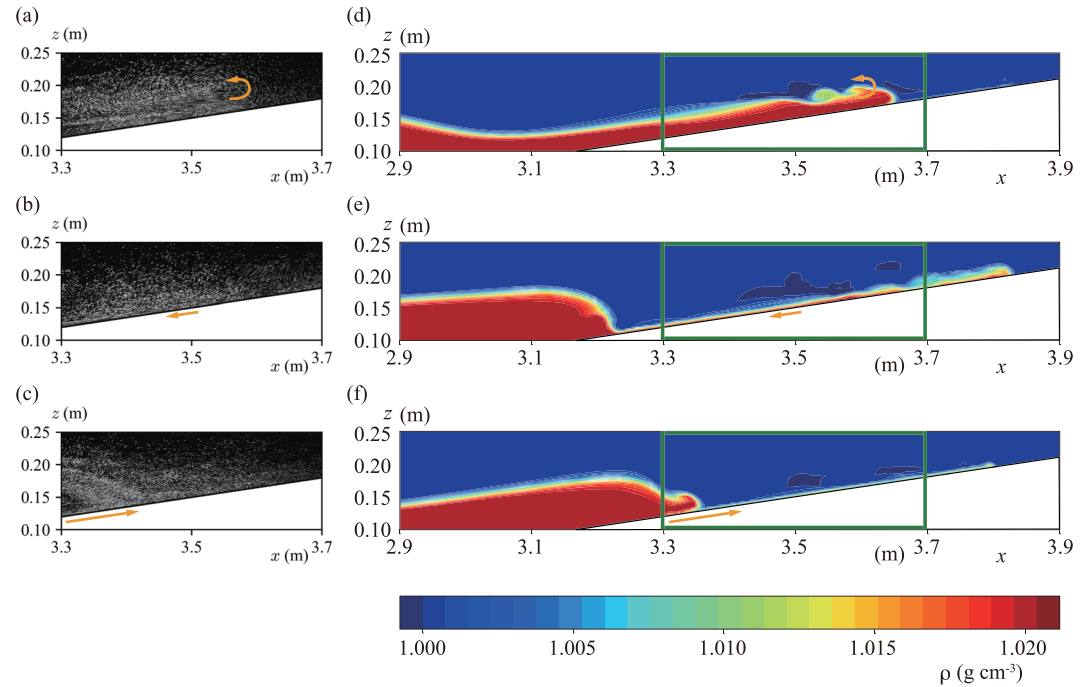 (a)
z (m)
0.25
0.20
0.15
0.10
3.3
3.5
3.7
x (m)
(b)
z (m)
0.25
0.20
0.15
0.10
3.3
3.5
3.7
x (m)
(c)
z (m)
0.25
0.20
0.15
0.10
3.3
3.5
3.7
x (m)
(d)
z (m)
0.25
0.20
0.15
0.10
2.9
3.1
3.3
3.5
3.7
3.9
(m)
x
(e)
z (m)
0.25
0.20
0.15
0.10
2.9
3.1
3.3
3.5
3.7
3.9
(m)
x
(f)
z (m)
0.25
0.20
0.15
0.10
2.9
3.1
3.3
3.5
3.7
3.9
(m)
x
1.000 1.005 1.010 1.015 1.020
ρ (g cm⁻³)